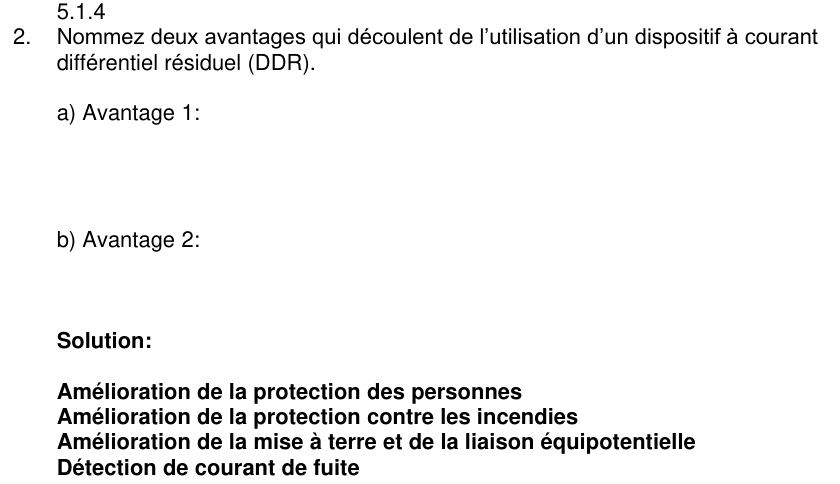 5.1.4
2. Nommez deux avantages qui découlent de l'utilisation d'un dispositif à courant
différentiel résiduel (DDR).
a) Avantage 1:
b) Avantage 2:
Solution:
Amélioration de la protection des personnes
Amélioration de la protection contre les incendies
Amélioration de la mise à terre et de la liaison équipotentielle
Détection de courant de fuite